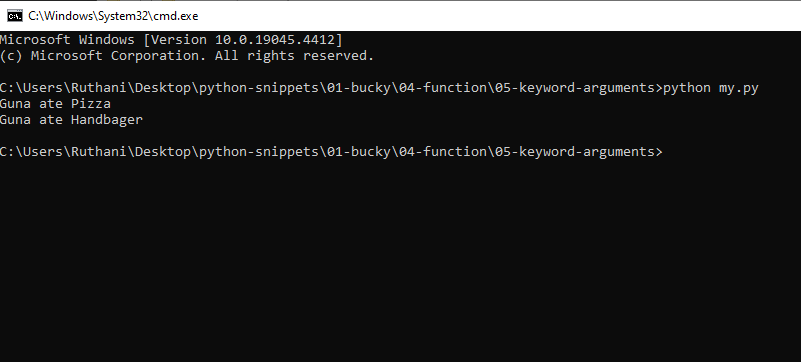 C:\Windows\System32\cmd.exe
Microsoft Windows [Version 10.0.19045.4412]
(c) Microsoft Corporation. All rights reserved.
C:\Users\Ruthani\Desktop\python-snippets\01-bucky\04-function\05-keyword-arguments>python my.py
Guna ate Pizza
Guna ate Handbager
C:\Users\Ruthani\Desktop\python-snippets\01-bucky\04-function\05-keyword-arguments>